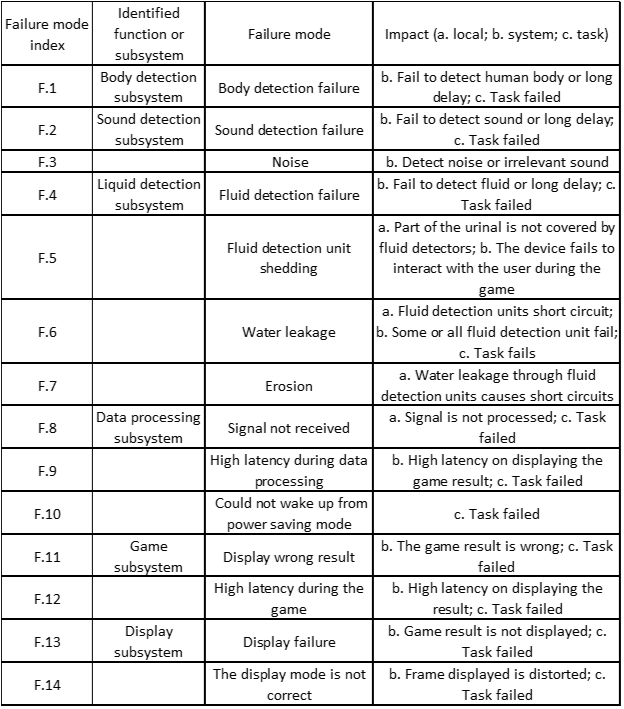 Failure mode
index
Identified
function or
subsystem
Failure mode
Impact (a. local; b. system; c. task)
F.1
Body detection
subsystem
Body detection failure
b. Fail to detect human body or long
delay; c. Task failed
F.2
Sound detection
subsystem
Sound detection failure
b. Fail to detect sound or long delay;
c. Task failed
F.3
Noise
b. Detect noise or irrelevant sound
F.4
Liquid detection
subsystem
Fluid detection failure
b. Fail to detect fluid or long delay; c.
Task failed
F.5
Fluid detection unit
shedding
a. Part of the urinal is not covered by
fluid detectors; b. The device fails to
interact with the user during the
game
F.6
Water leakage
a. Fluid detection units short circuit;
b. Some or all fluid detection unit fail;
c. Task fails
F.7
Erosion
a. Water leakage through fluid
detection units causes short circuits
F.8
Data processing
subsystem
Signal not received
a. Signal is not processed; c. Task
failed
F.9
High latency during data
processing
b. High latency on displaying the
game result; c. Task failed
F.10
Could not wake up from
power saving mode
c. Task failed
F.11
Game
subsystem
Display wrong result
b. The game result is wrong; c. Task
failed
F.12
High latency during the
game
b. High latency on displaying the
result; c. Task failed
F.13
Display
subsystem
Display failure
b. Game result is not displayed; c.
Task failed
F.14
The display mode is not
correct
b. Frame displayed is distorted; c.
Task failed